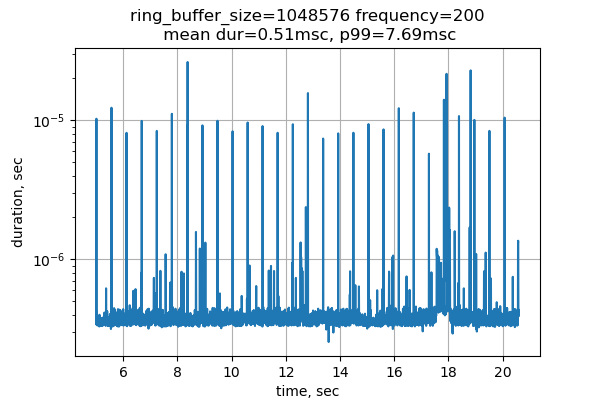 ring_buffer_size=1048576 frequency=200
mean dur=0.51msc, p99=7.69msc
10⁻⁵
10⁻⁶
duration, sec
6 8 10 12 14 16 18 20
time, sec